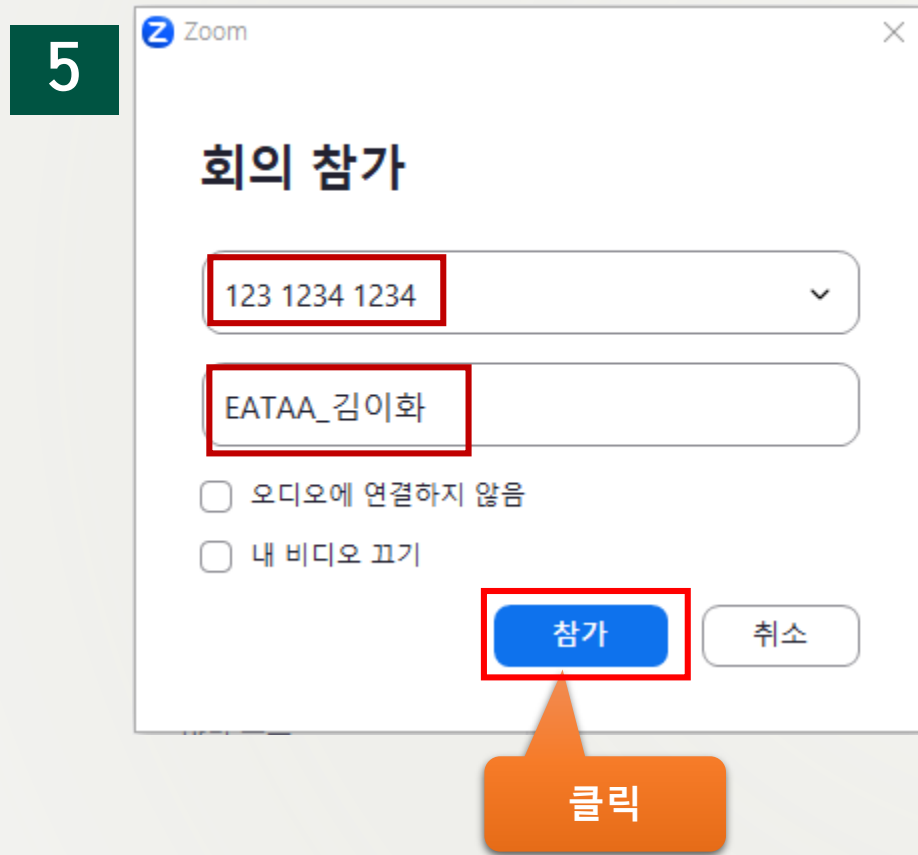 5
Zoom
회의 참가
123 1234 1234
EATAA_김이화
오디오에 연결하지 않음
내 비디오 끄기
참가
취소
클릭